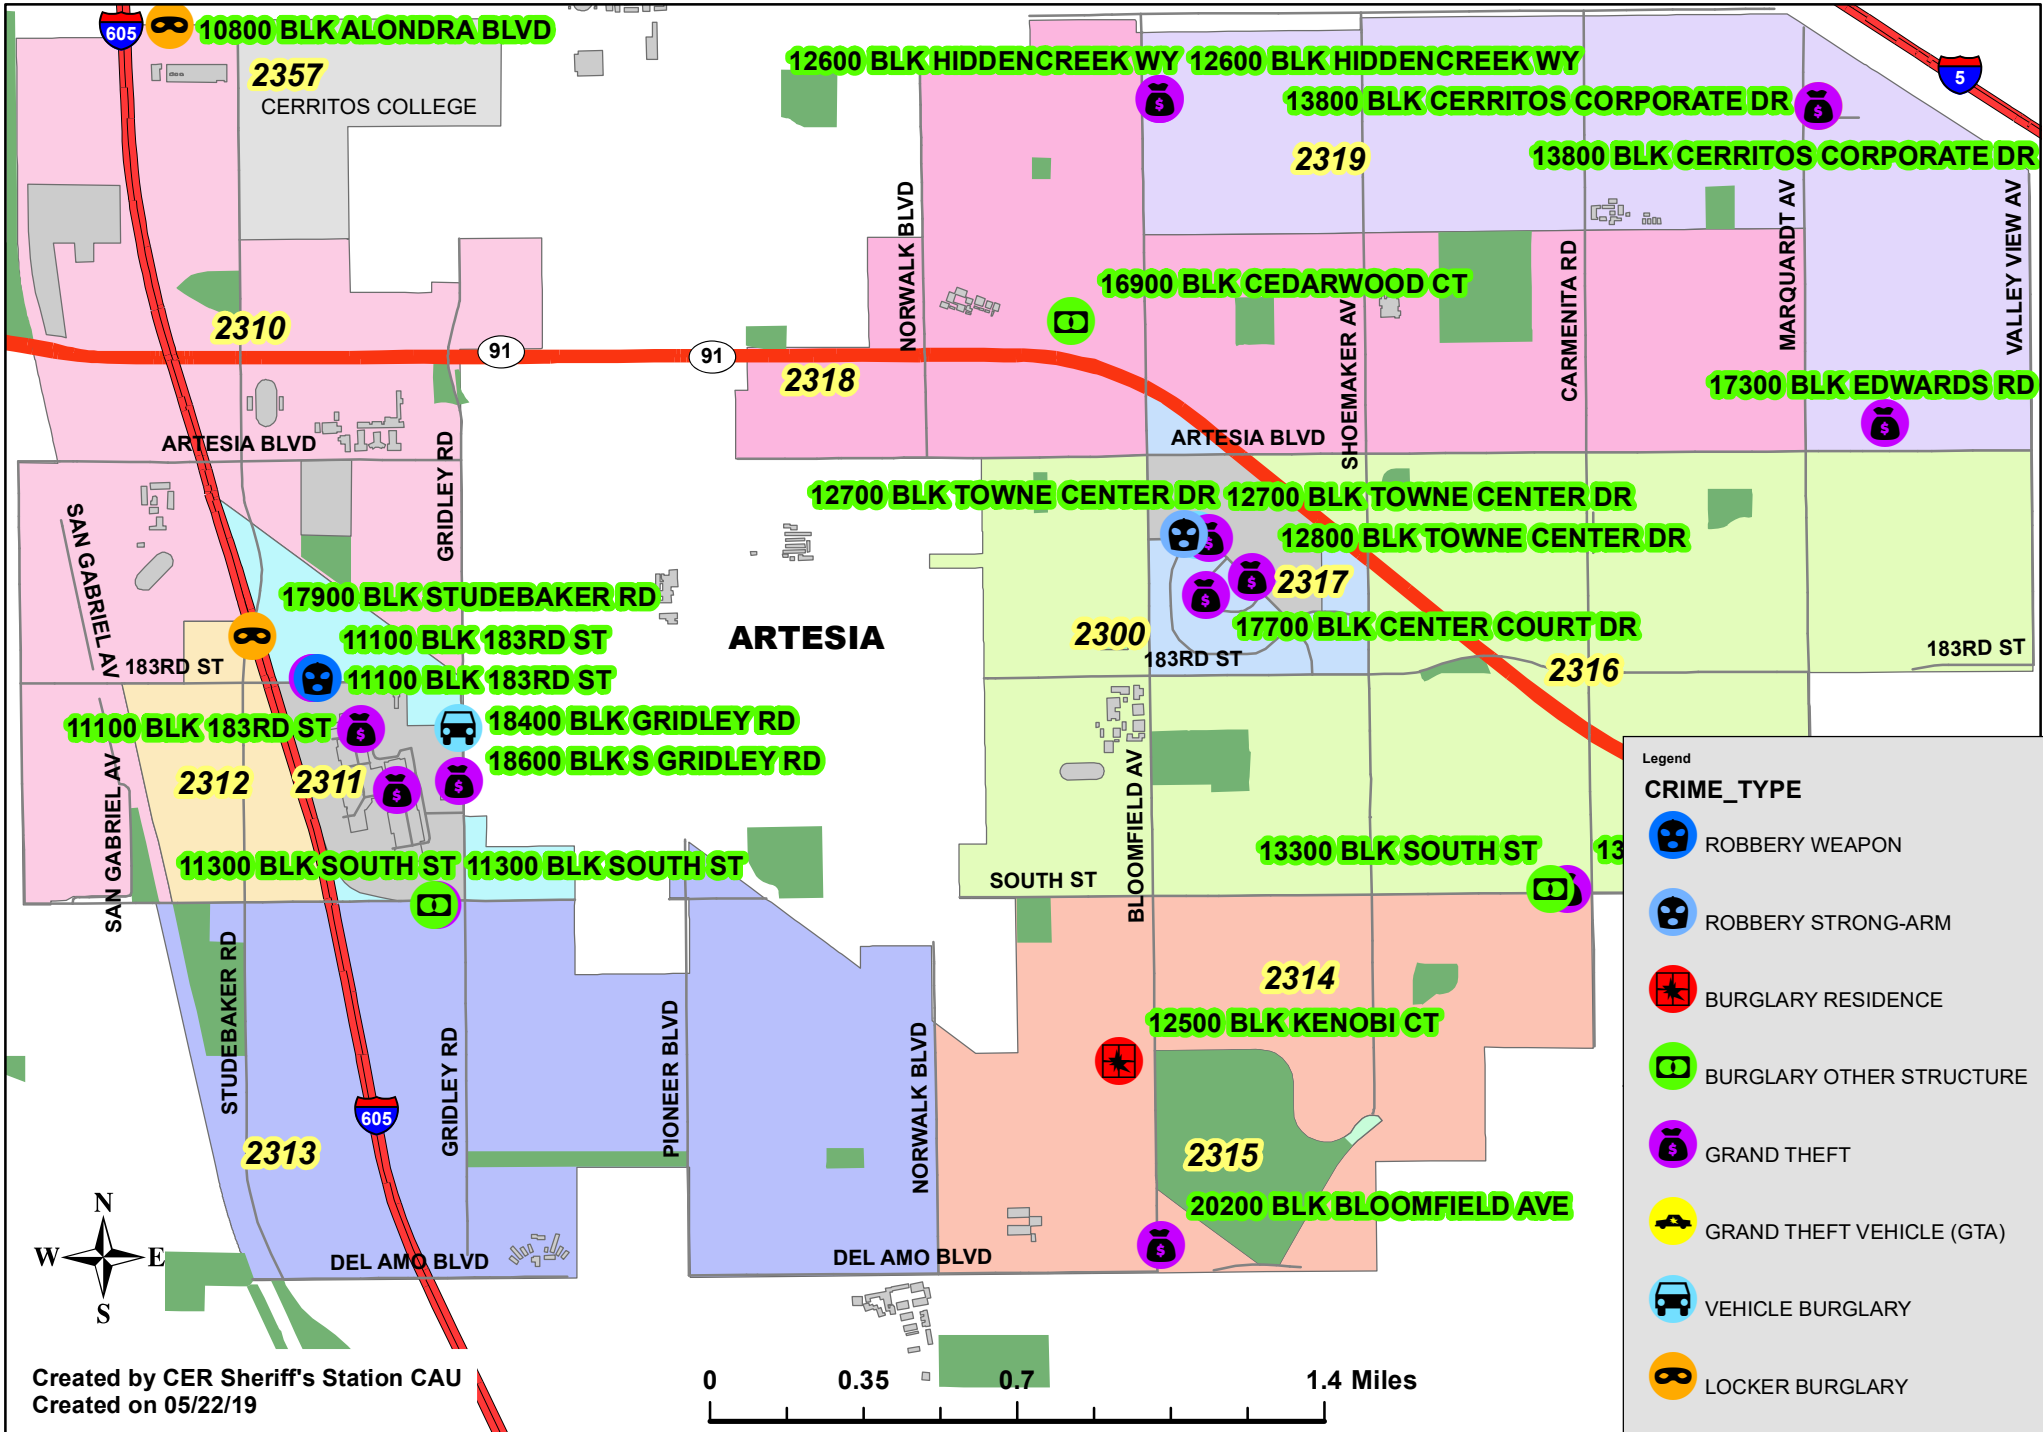 605
10800 BLK ALONDRA BLVD
2357
CERRITOS COLLEGE
12600 BLK HIDDENCREEK WY
12600 BLK HIDDENCREEK WY
5
13800 BLK CERRITOS CORPORATE DR
13800 BLK CERRITOS CORPORATE DR
2319
NORWALK BLVD
MARQUARDT AV
VALLEY VIEW AV
CARMENITA RD
SHOEMAKER AV
16900 BLK CEDARWOOD CT
2310
91
91
2318
17300 BLK EDWARDS RD
ARTESIA BLVD
GRIDLEY RD
ARTESIA BLVD
12700 BLK TOWNE CENTER DR
12700 BLK TOWNE CENTER DR
12800 BLK TOWNE CENTER DR
2317
SAN GABRIEL AV
17900 BLK STUDEBAKER RD
11100 BLK 183RD ST
ARTESIA
2300
17700 BLK CENTER COURT DR
183RD ST
183RD ST
183RD ST
2316
11100 BLK 183RD ST
11100 BLK 183RD ST
18400 BLK GRIDLEY RD
18600 BLK S GRIDLEY RD
2312
2311
SAN GABRIEL AV
BLOOMFIELD AV
11300 BLK SOUTH ST
11300 BLK SOUTH ST
SOUTH ST
13300 BLK SOUTH ST
13
STUDEBAKER RD
GRIDLEY RD
PIONEER BLVD
NORWALK BLVD
2314
12500 BLK KENOBI CT
605
2313
2315
20200 BLK BLOOMFIELD AVE
DEL AMO BLVD
DEL AMO BLVD
N
W E
S
Created by CER Sheriff's Station CAU
Created on 05/22/19
0 0.35 0.7 1.4 Miles
Legend
CRIME_TYPE
ROBBERY WEAPON
ROBBERY STRONG-ARM
BURGLARY RESIDENCE
BURGLARY OTHER STRUCTURE
GRAND THEFT
GRAND THEFT VEHICLE (GTA)
VEHICLE BURGLARY
LOCKER BURGLARY